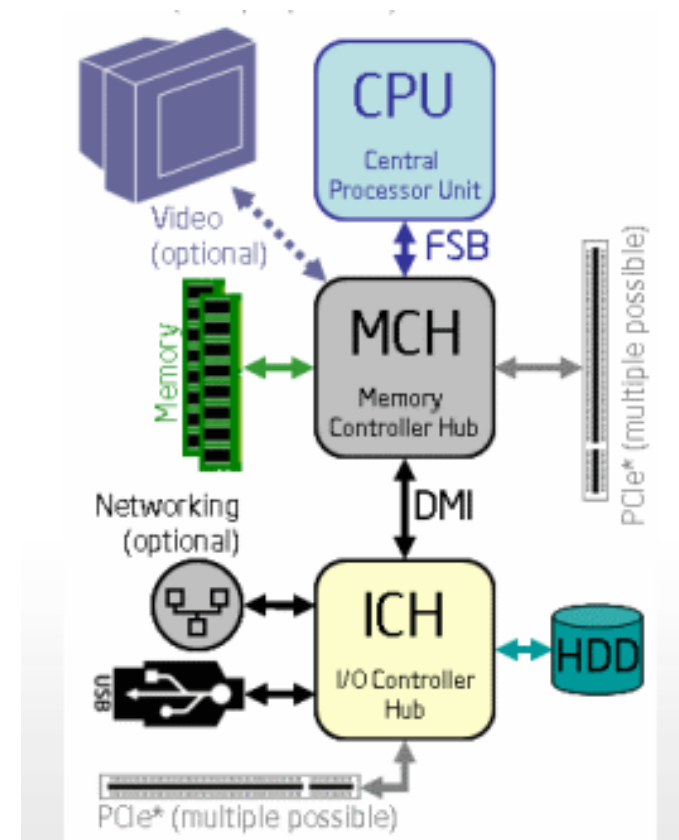 CPU
Central
Processor Unit
Video
(optional)
FSB
MCH
Memory
Controller Hub
Memory
PCIe* (multiple possible)
DMI
Networking
(optional)
ICH
I/O Controller
Hub
HDD
USB
PCIe* (multiple possible)